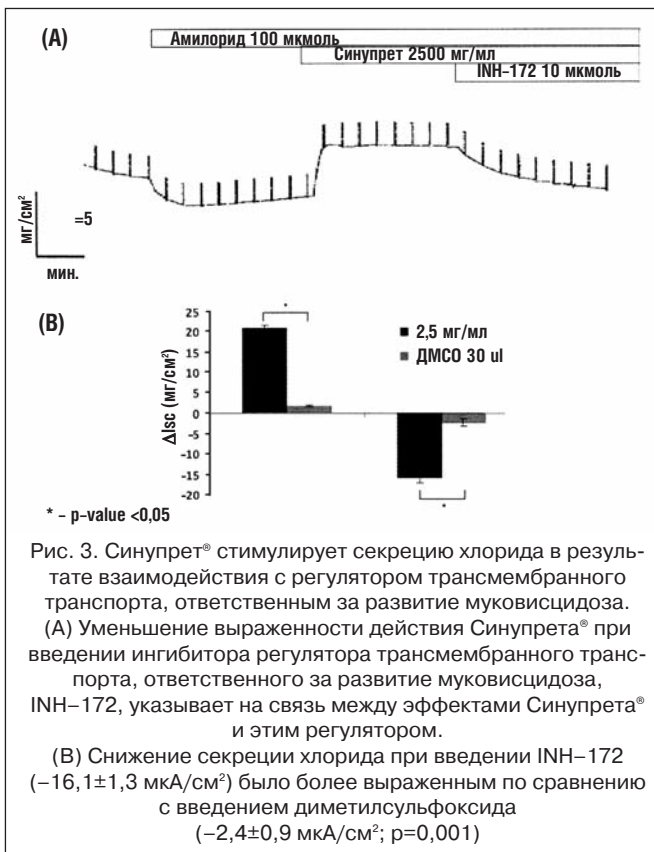 (A)
Амилорид 100 мкмоль
Синупрет 2500 мг/мл
INH-172 10 мкмоль
мг/см²
=5
мин.
(B)
25
20
15
10
5
0
-5
-10
-15
-20
ΔIsc (мг/см²)
2,5 мг/мл
ДМСО 30 ul
*
*
* - p-value <0,05
Рис. 3. Синупрет® стимулирует секрецию хлорида в резуль-
тате взаимодействия с регулятором трансмембранного
транспорта, ответственным за развитие муковисцидоза.
(А) Уменьшение выраженности действия Синупрета® при
введении ингибитора регулятора трансмембранного транс-
порта, ответственного за развитие муковисцидоза,
INH–172, указывает на связь между эффектами Синупрета®
и этим регулятором.
(В) Снижение секреции хлорида при введении INH–172
(–16,1±1,3 мкА/см²) было более выраженным по сравнению
с введением диметилсульфоксида
(–2,4±0,9 мкА/см²; р=0,001)